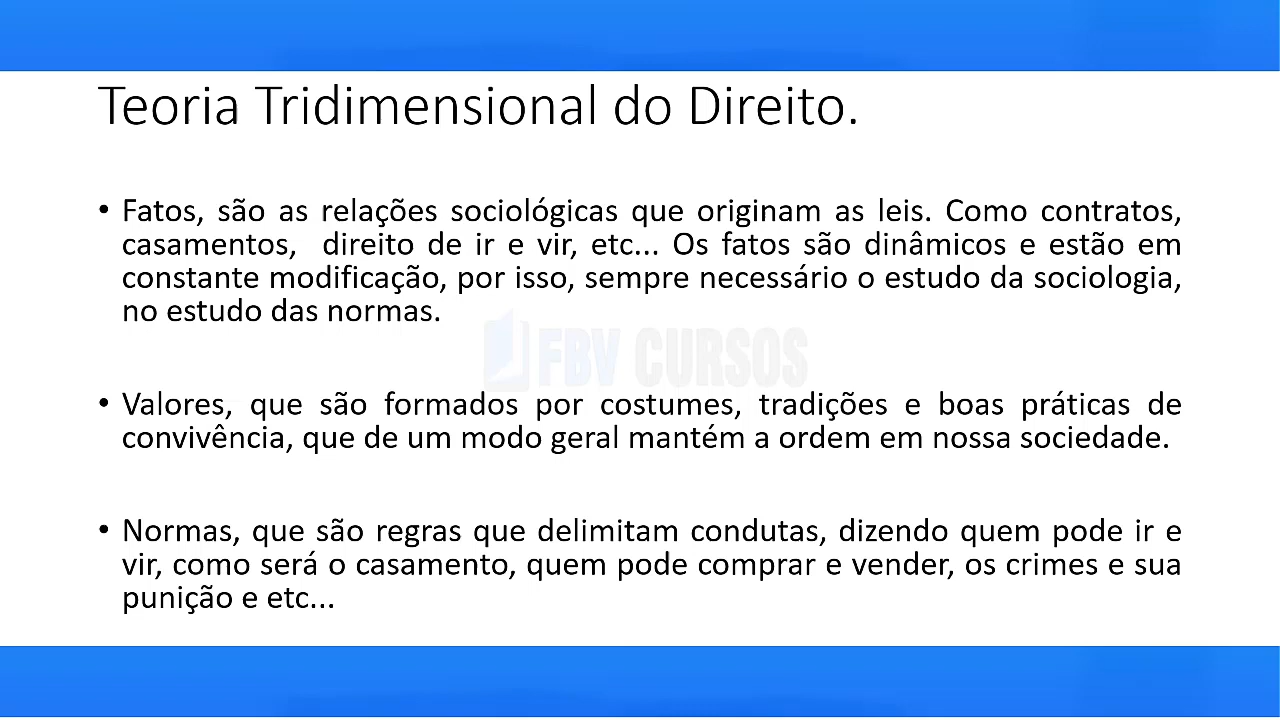 Teoria Tridimensional do Direito.
• Fatos, são as relações sociológicas que originam as leis. Como contratos,
casamentos, direito de ir e vir, etc... Os fatos são dinâmicos e estão em
constante modificação, por isso, sempre necessário o estudo da sociologia,
no estudo das normas.
FBV CURSOS
• Valores, que são formados por costumes, tradições e boas práticas de
convivência, que de um modo geral mantém a ordem em nossa sociedade.
• Normas, que são regras que delimitam condutas, dizendo quem pode ir e
vir, como será o casamento, quem pode comprar e vender, os crimes e sua
punição e etc...